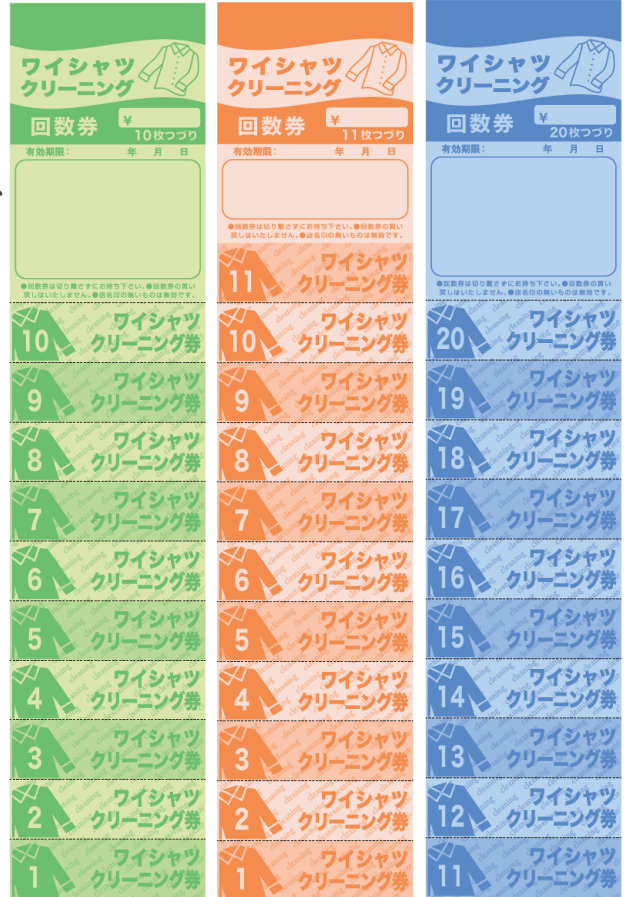 ワイシャツ
クリーニング
回数券
¥
10枚つづり
有効期限: 年 月 日
●回数券は切り離さずにお持ち下さい。●回数券の買い
戻しはいたしません。●店名印の無いものは無効です。
10 ワイシャツ
クリーニング券
9 ワイシャツ
クリーニング券
8 ワイシャツ
クリーニング券
7 ワイシャツ
クリーニング券
6 ワイシャツ
クリーニング券
5 ワイシャツ
クリーニング券
4 ワイシャツ
クリーニング券
3 ワイシャツ
クリーニング券
2 ワイシャツ
クリーニング券
1 ワイシャツ
クリーニング券
ワイシャツ
クリーニング
回数券
¥
11枚つづり
有効期限: 年 月 日
●回数券は切り離さずにお持ち下さい。●回数券の買い
戻しはいたしません。●店名印の無いものは無効です。
11 ワイシャツ
クリーニング券
10 ワイシャツ
クリーニング券
9 ワイシャツ
クリーニング券
8 ワイシャツ
クリーニング券
7 ワイシャツ
クリーニング券
6 ワイシャツ
クリーニング券
5 ワイシャツ
クリーニング券
4 ワイシャツ
クリーニング券
3 ワイシャツ
クリーニング券
2 ワイシャツ
クリーニング券
1 ワイシャツ
クリーニング券
ワイシャツ
クリーニング
回数券
¥
20枚つづり
有効期限: 年 月 日
●回数券は切り離さずにお持ち下さい。●回数券の買い
戻しはいたしません。●店名印の無いものは無効です。
20 ワイシャツ
クリーニング券
19 ワイシャツ
クリーニング券
18 ワイシャツ
クリーニング券
17 ワイシャツ
クリーニング券
16 ワイシャツ
クリーニング券
15 ワイシャツ
クリーニング券
14 ワイシャツ
クリーニング券
13 ワイシャツ
クリーニング券
12 ワイシャツ
クリーニング券
11 ワイシャツ
クリーニング券